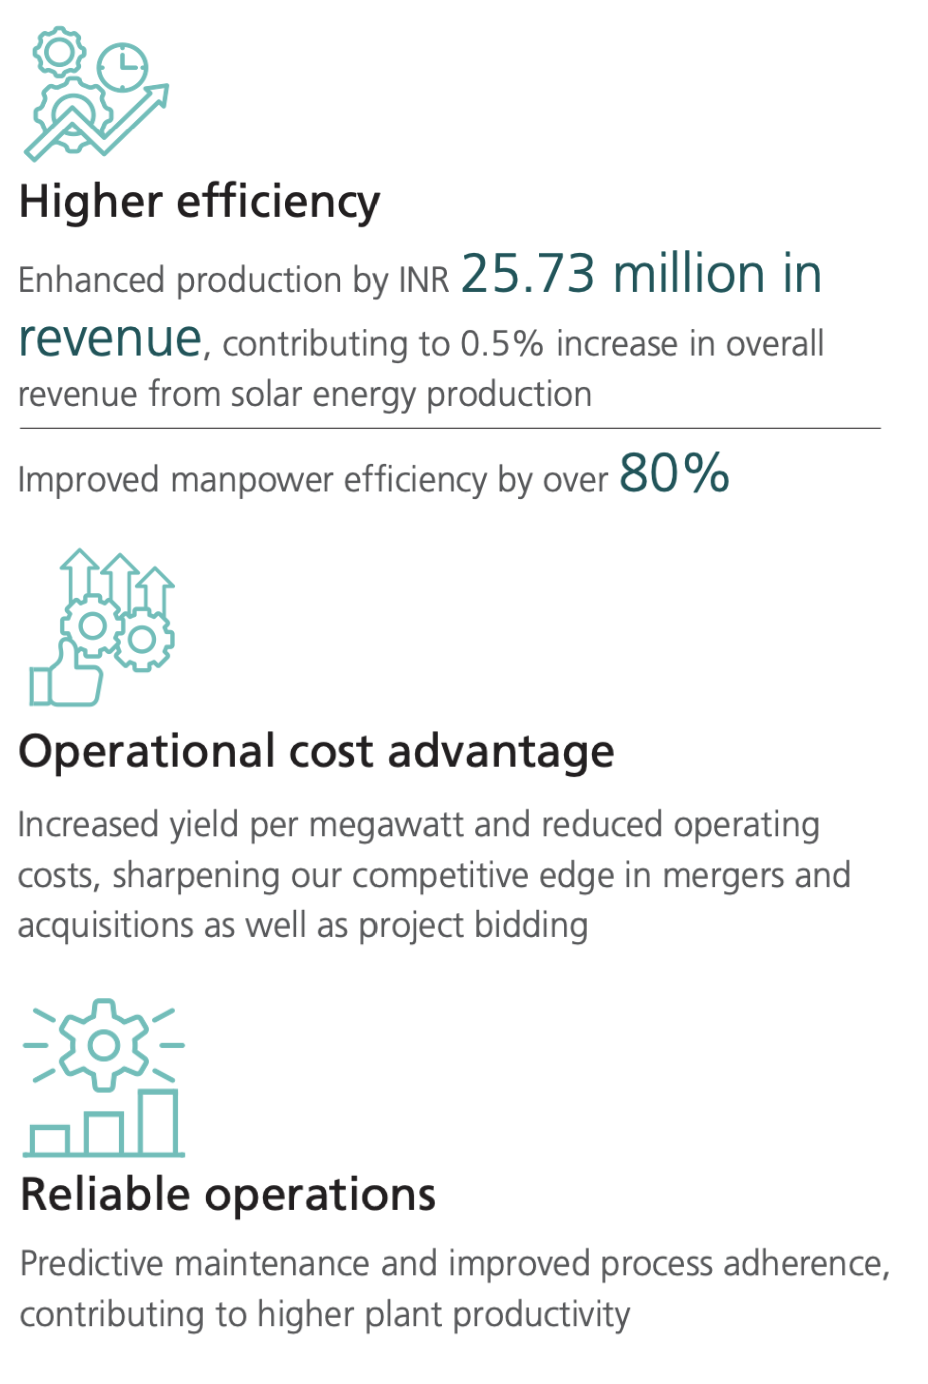 Higher efficiency
Enhanced production by INR 25.73 million in
revenue, contributing to 0.5% increase in overall
revenue from solar energy production
Improved manpower efficiency by over 80%
Operational cost advantage
Increased yield per megawatt and reduced operating
costs, sharpening our competitive edge in mergers and
acquisitions as well as project bidding
Reliable operations
Predictive maintenance and improved process adherence,
contributing to higher plant productivity